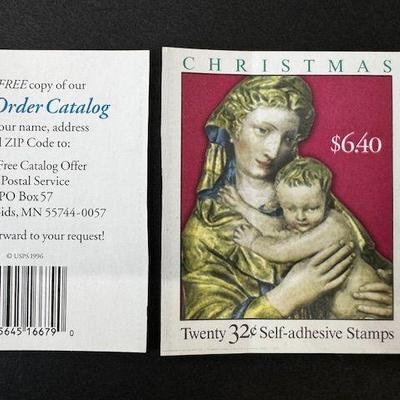 FREE copy of our
Order Catalog
our name, address
ZIP Code to:
Free Catalog Offer
Postal Service
PO Box 57
ids, MN 55744-0057
rward to your request!
© USPS 1996
5645 16679 0
CHRISTMAS
$6.40
Twenty 32¢ Self-adhesive Stamps